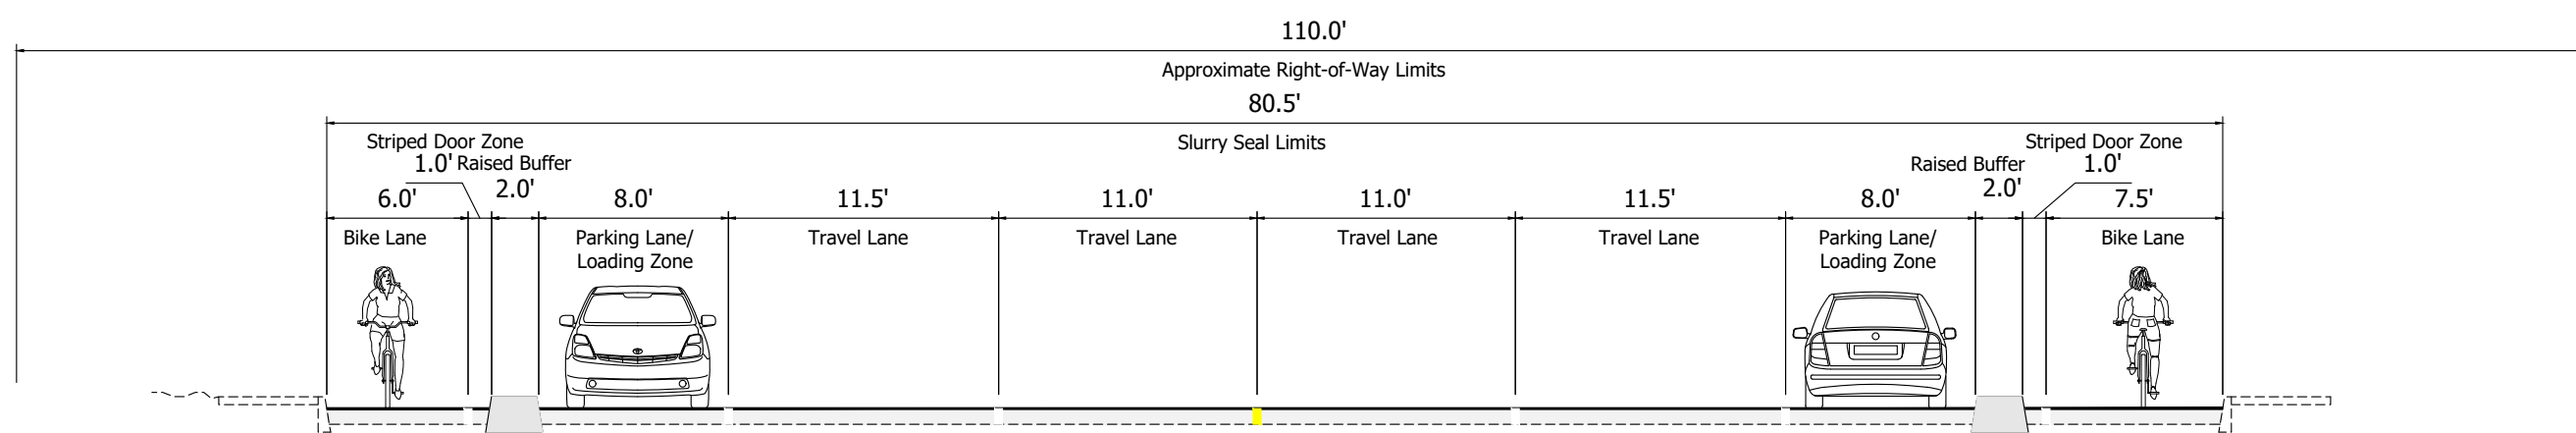 110.0'
Approximate Right-of-Way Limits
80.5'
Slurry Seal Limits
Striped Door Zone
1.0' Raised Buffer
2.0'
Striped Door Zone
Raised Buffer 1.0'
2.0'
6.0' 8.0' 11.5' 11.0' 11.0' 11.5' 8.0' 7.5'
Bike Lane Parking Lane/ Travel Lane Travel Lane Travel Lane Travel Lane Parking Lane/ Bike Lane
Loading Zone Loading Zone